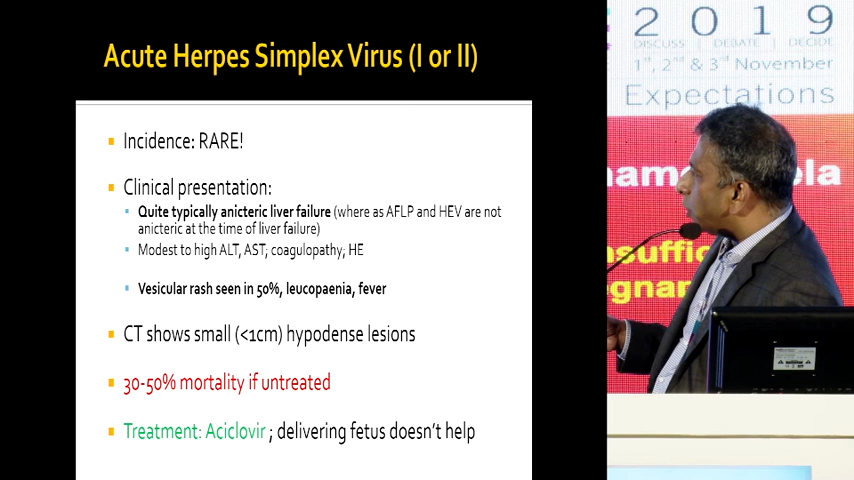 Acute Herpes Simplex Virus (I or II)
Incidence: RARE!
Clinical presentation:
Quite typically anicteric liver failure (where as AFLP and HEV are not
anicteric at the time of liver failure)
Modest to high ALT, AST; coagulopathy; HE
Vesicular rash seen in 50%, leucopaenia, fever
CT shows small (<1cm) hypodense lesions
30-50% mortality if untreated
Treatment: Aciclovir ; delivering fetus doesn't help
2019
DISCUSS | DEBATE | DECIDE
1st, 2nd & 3rd November
Expectations